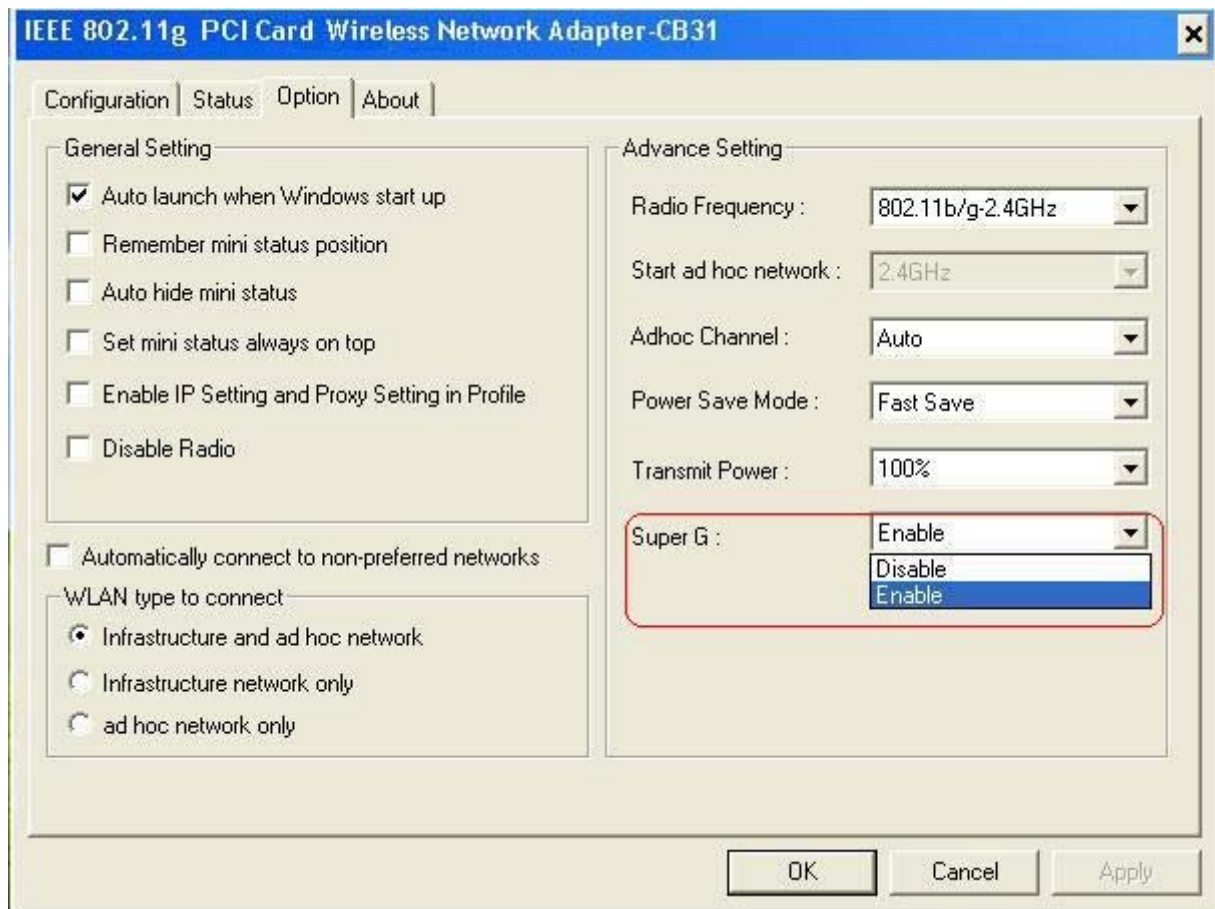 IEEE 802.11g PCI Card Wireless Network Adapter-CB31
Configuration Status Option About
General Setting
Auto launch when Windows start up
Remember mini status position
Auto hide mini status
Set mini status always on top
Enable IP Setting and Proxy Setting in Profile
Disable Radio
Automatically connect to non-preferred networks
WLAN type to connect
Infrastructure and ad hoc network
Infrastructure network only
ad hoc network only
Advance Setting
Radio Frequency : 802.11b/g-2.4GHz
Start ad hoc network : 2.4GHz
Adhoc Channel : Auto
Power Save Mode : Fast Save
Transmit Power : 100%
Super G : Enable
Disable
Enable
OK Cancel Apply